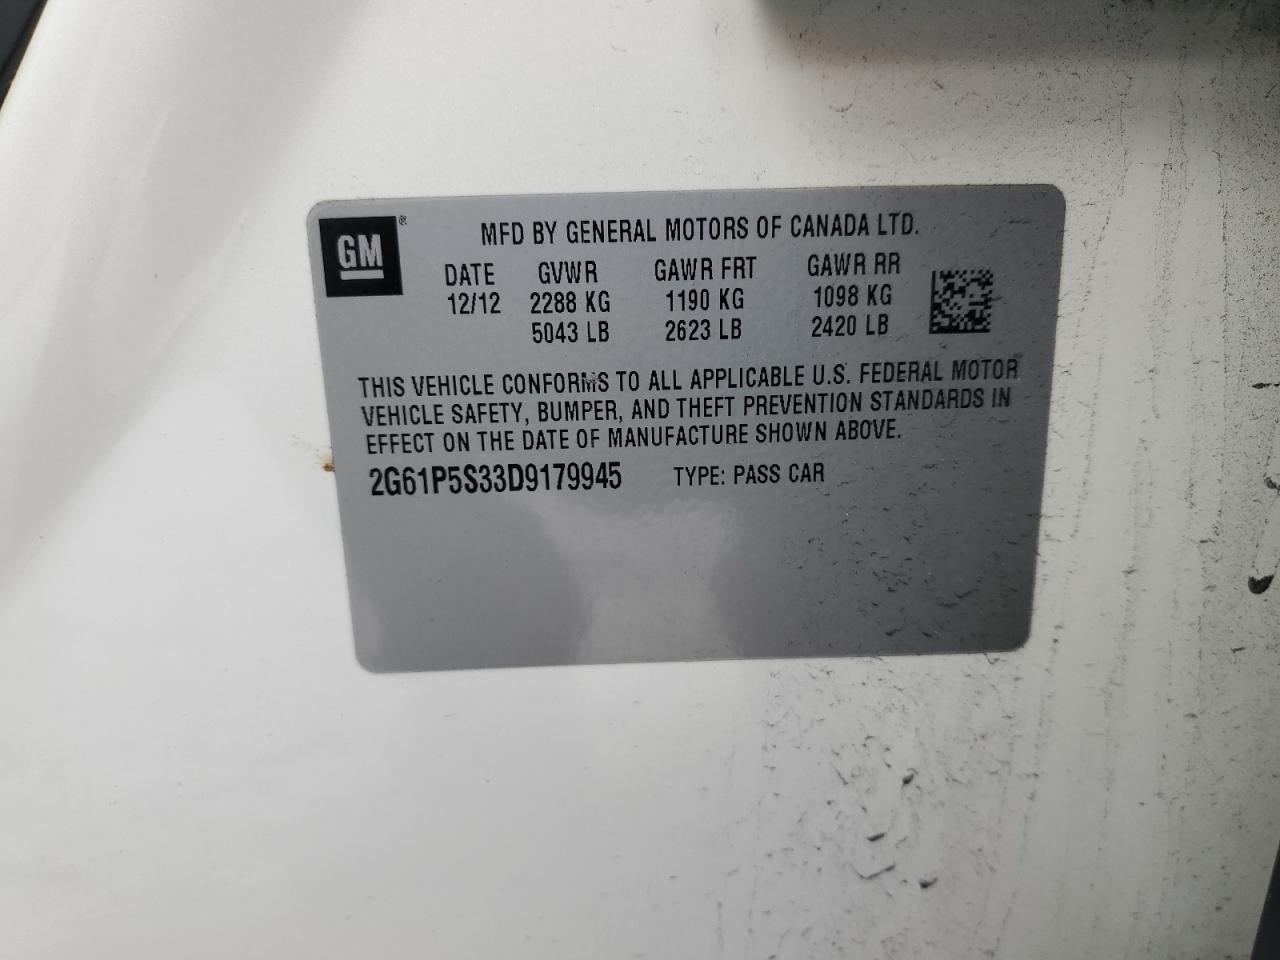 GM ®
MFD BY GENERAL MOTORS OF CANADA LTD.
DATE GVWR GAWR FRT GAWR RR
12/12 2288 KG 1190 KG 1098 KG
5043 LB 2623 LB 2420 LB
THIS VEHICLE CONFORMS TO ALL APPLICABLE U.S. FEDERAL MOTOR
VEHICLE SAFETY, BUMPER, AND THEFT PREVENTION STANDARDS IN
EFFECT ON THE DATE OF MANUFACTURE SHOWN ABOVE.
2G61P5S33D9179945 TYPE: PASS CAR